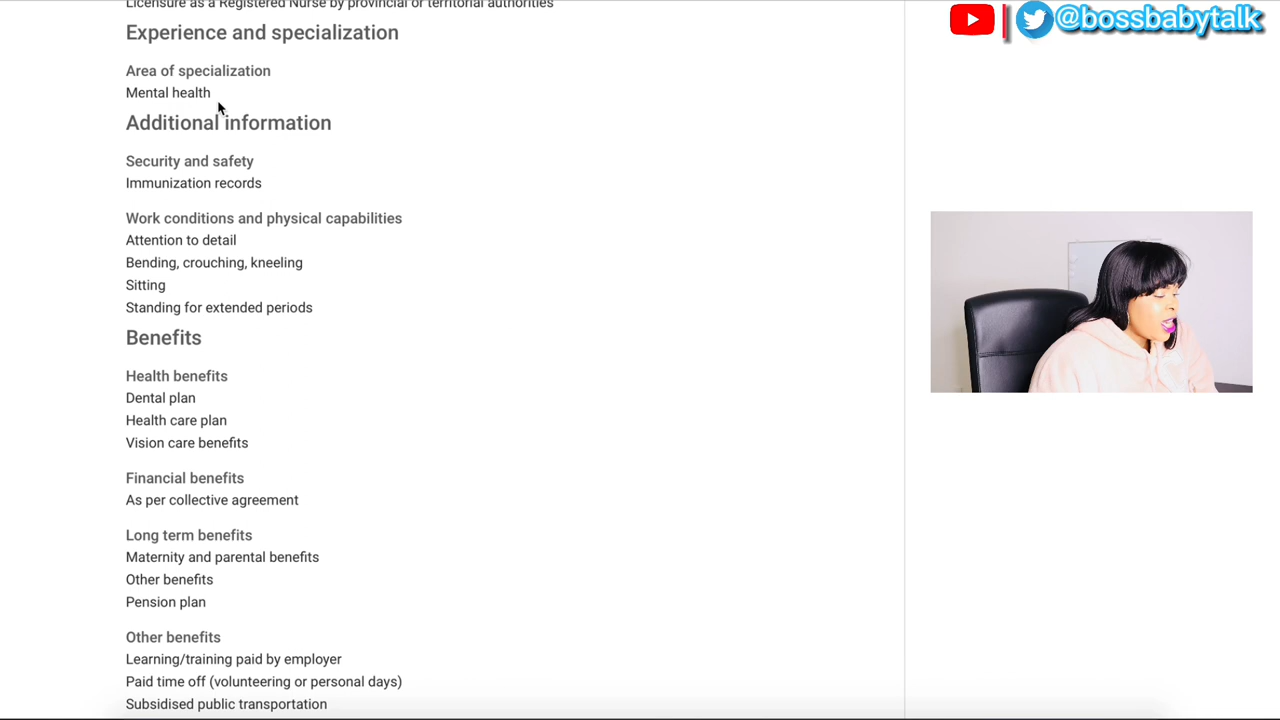 Licensure as a Registered Nurse by provincial or territorial authorities
@bossbabytalk
Experience and specialization
Area of specialization
Mental health
Additional information
Security and safety
Immunization records
Work conditions and physical capabilities
Attention to detail
Bending, crouching, kneeling
Sitting
Standing for extended periods
Benefits
Health benefits
Dental plan
Health care plan
Vision care benefits
Financial benefits
As per collective agreement
Long term benefits
Maternity and parental benefits
Other benefits
Pension plan
Other benefits
Learning/training paid by employer
Paid time off (volunteering or personal days)
Subsidised public transportation